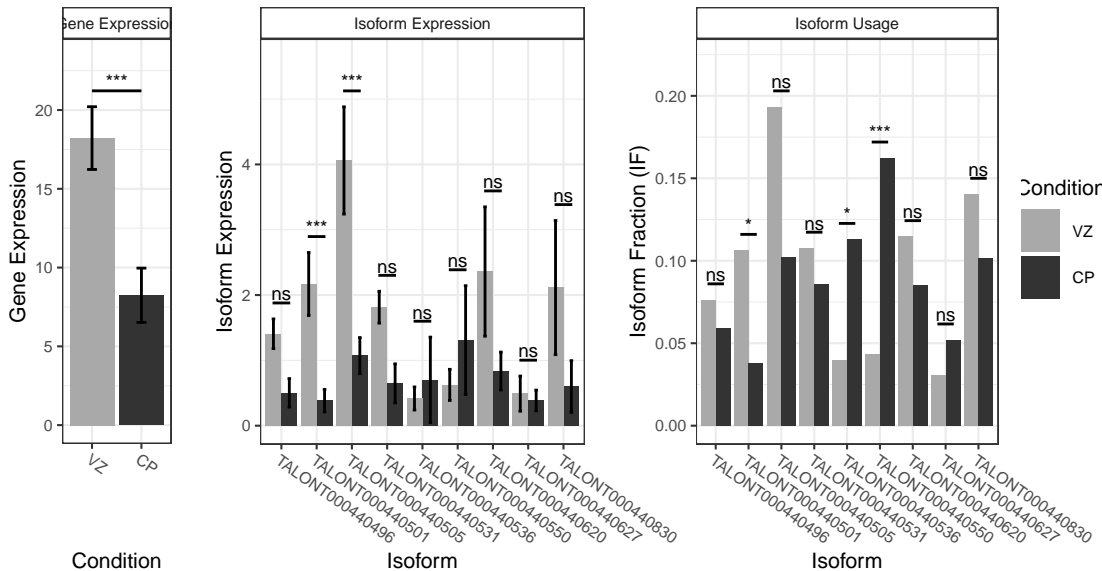 Gene Expression
Isoform Expression
Isoform Usage
Gene Expression
20
15
10
5
0
***
VZ
CP
Condition
Isoform Expression
4
2
0
ns
***
***
ns
ns
ns
ns
ns
ns
TALONT000440496
TALONT000440501
TALONT000440505
TALONT000440531
TALONT000440536
TALONT000440550
TALONT000440620
TALONT000440627
TALONT000440830
Isoform
Isoform Fraction (IF)
0.20
0.15
0.10
0.05
0.00
ns
*
ns
ns
*
***
ns
ns
ns
TALONT000440496
TALONT000440501
TALONT000440505
TALONT000440531
TALONT000440536
TALONT000440550
TALONT000440620
TALONT000440627
TALONT000440830
Isoform
Condition
VZ
CP